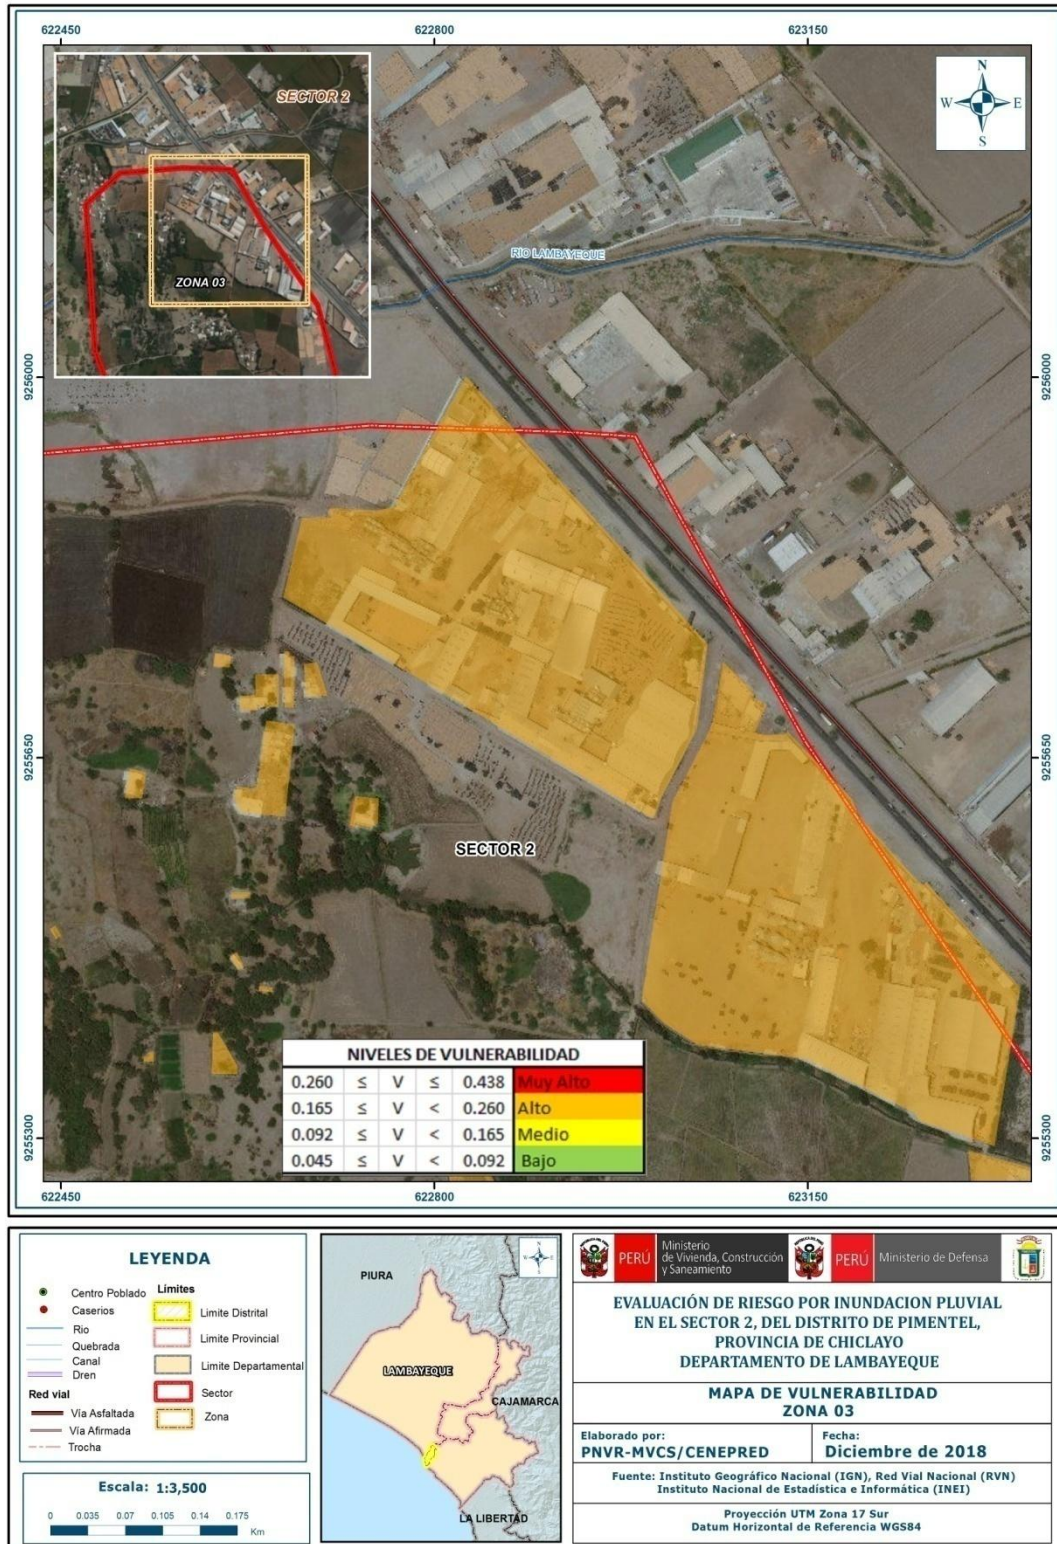 622450 622800 623150
SECTOR 2
ZONA 03
N
W E
S
RIO LAMBAYEQUE
9256000 9256000
9255650 9255650
SECTOR 2
9255300 9255300
NIVELES DE VULNERABILIDAD
0.260 ≤ V ≤ 0.438 Muy Alto
0.165 ≤ V < 0.260 Alto
0.092 ≤ V < 0.165 Medio
0.045 ≤ V < 0.092 Bajo
622450 622800 623150
LEYENDA
Centro Poblado
Caserios
Rio
Quebrada
Canal
Dren
Red vial
Vía Asfaltada
Vía Afirmada
Trocha
Límites
Limite Distrital
Limite Provincial
Limite Departamental
Sector
Zona
Escala: 1:3,500
0 0.035 0.07 0.105 0.14 0.175
Km
PIURA
N
W E
S
LAMBAYEQUE
CAJAMARCA
LA LIBERTAD
PERÚ
Ministerio
de Vivienda, Construcción
y Saneamiento
PERÚ
Ministerio de Defensa
EVALUACIÓN DE RIESGO POR INUNDACION PLUVIAL
EN EL SECTOR 2, DEL DISTRITO DE PIMENTEL,
PROVINCIA DE CHICLAYO
DEPARTAMENTO DE LAMBAYEQUE
MAPA DE VULNERABILIDAD
ZONA 03
Elaborado por:
PNVR-MVCS/CENEPRED
Fecha:
Diciembre de 2018
Fuente: Instituto Geográfico Nacional (IGN), Red Vial Nacional (RVN)
Instituto Nacional de Estadística e Informática (INEI)
Proyección UTM Zona 17 Sur
Datum Horizontal de Referencia WGS84